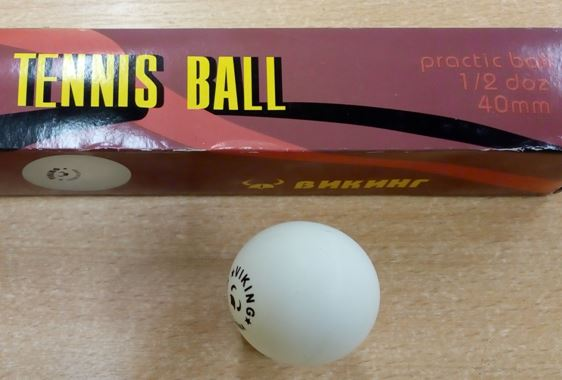 TENNIS BALL
practic ball
1/2 doz
40mm
ВИКИНГ
★VIKING★